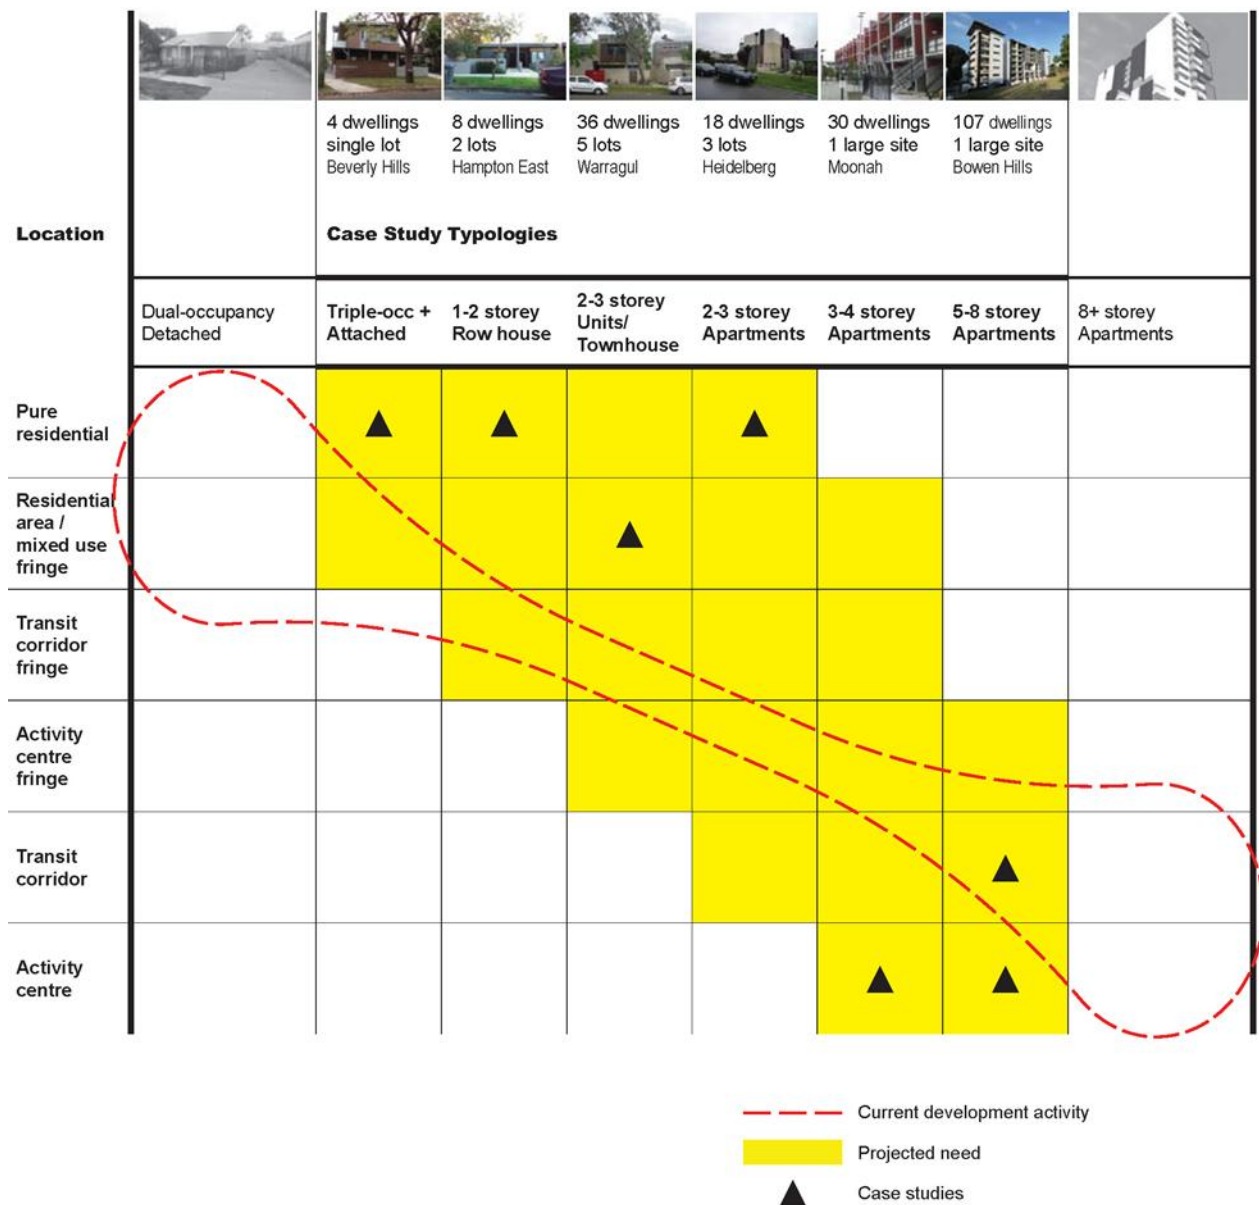 4 dwellings
single lot
Beverly Hills
8 dwellings
2 lots
Hampton East
36 dwellings
5 lots
Warragul
18 dwellings
3 lots
Heidelberg
30 dwellings
1 large site
Moonah
107 dwellings
1 large site
Bowen Hills
Location
Case Study Typologies
Dual-occupancy
Detached
Triple-occ +
Attached
1-2 storey
Row house
2-3 storey
Units/
Townhouse
2-3 storey
Apartments
3-4 storey
Apartments
5-8 storey
Apartments
8+ storey
Apartments
Pure
residential
Residential
area /
mixed use
fringe
Transit
corridor
fringe
Activity
centre
fringe
Transit
corridor
Activity
centre
Current development activity
Projected need
Case studies